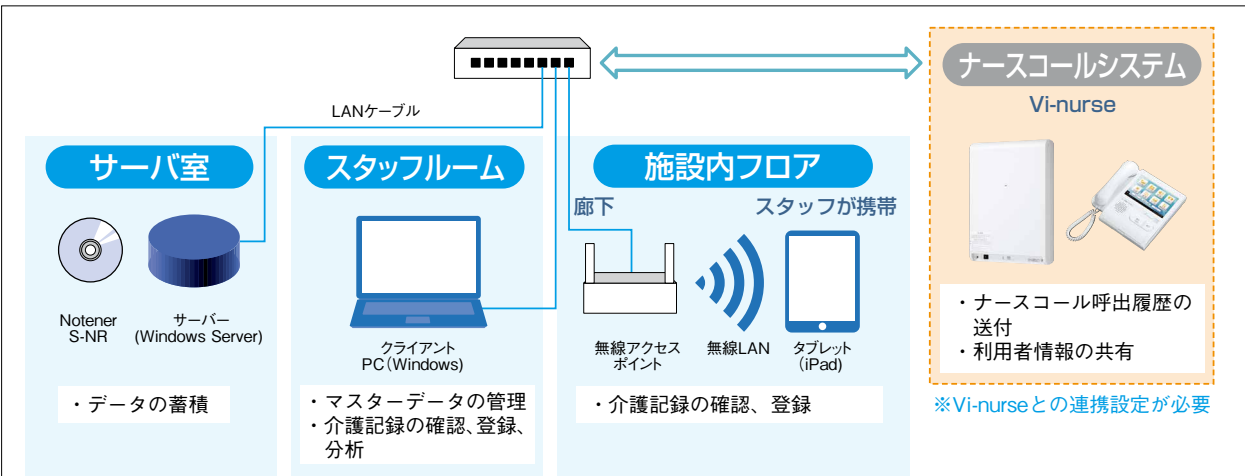 LANケーブル
サーバ室
Notener
S-NR
サーバー
(Windows Server)
・データの蓄積
スタッフルーム
クライアント
PC(Windows)
・マスターデータの管理
・介護記録の確認、登録、
分析
施設内フロア
廊下
スタッフが携帯
無線アクセス
ポイント
無線LAN
タブレット
(iPad)
・介護記録の確認、登録
ナースコールシステム
Vi-nurse
・ナースコール呼出履歴の
送付
・利用者情報の共有
※Vi-nurseとの連携設定が必要